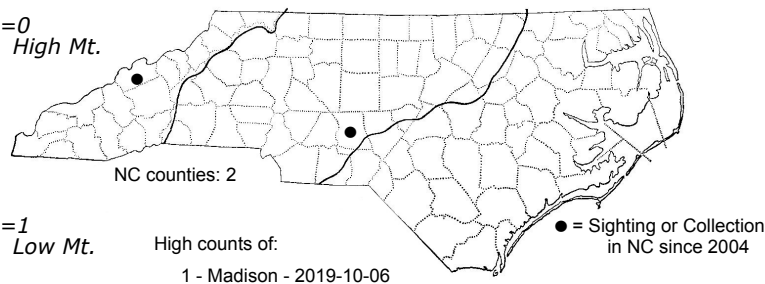 =0
High Mt.
NC counties: 2
=1
Low Mt.
High counts of:
1 - Madison - 2019-10-06
● = Sighting or Collection
in NC since 2004